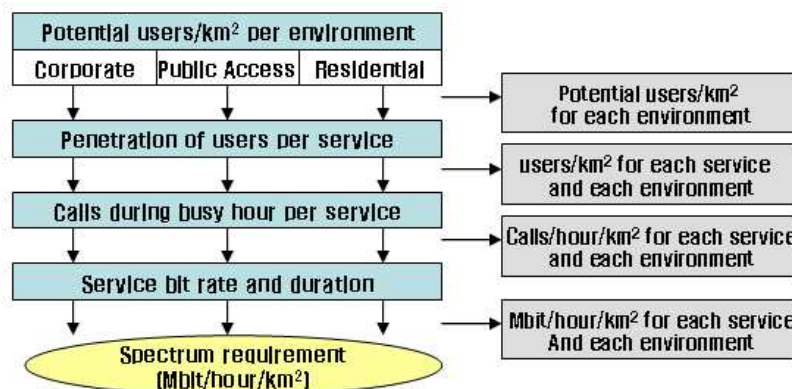 Potential users/km² per environment
Corporate
Public Access
Residential
Potential users/km²
for each environment
Penetration of users per service
users/km² for each service
and each environment
Calls during busy hour per service
Calls/hour/km² for each service
and each environment
Service bit rate and duration
Mbit/hour/km² for each service
And each environment
Spectrum requirement
(Mbit/hour/km²)